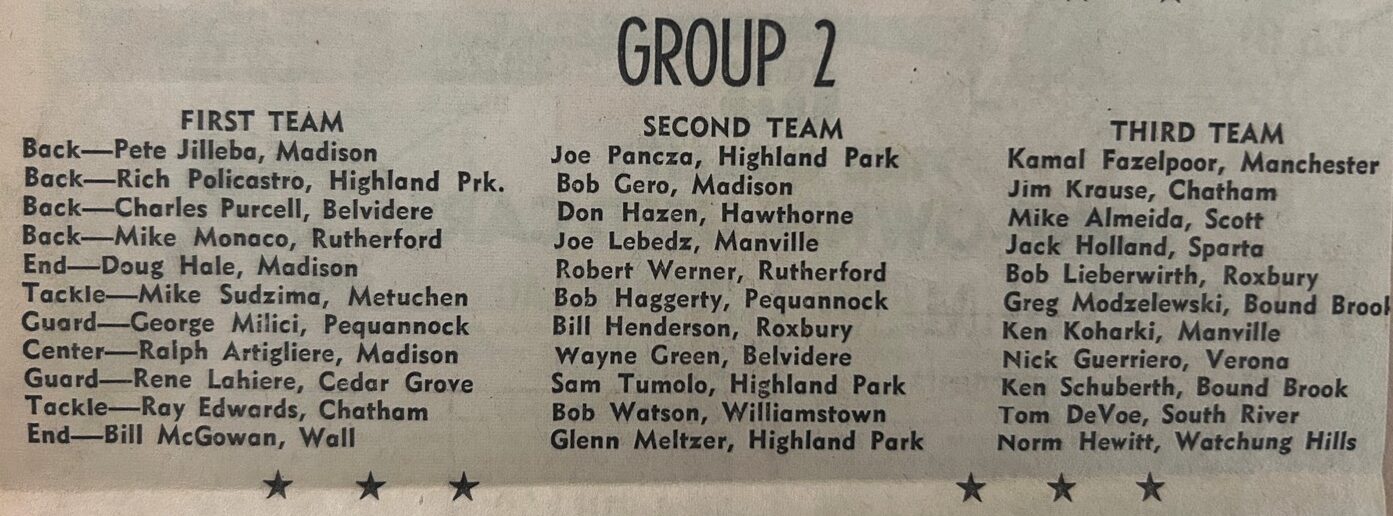 GROUP 2
FIRST TEAM
Back—Pete Jilleba, Madison
Back—Rich Policastro, Highland Prk.
Back—Charles Purcell, Belvidere
Back—Mike Monaco, Rutherford
End—Doug Hale, Madison
Tackle—Mike Sudzima, Metuchen
Guard—George Milici, Pequannock
Center—Ralph Artigliere, Madison
Guard—Rene Lahiere, Cedar Grove
Tackle—Ray Edwards, Chatham
End—Bill McGowan, Wall
SECOND TEAM
Joe Pancza, Highland Park
Bob Gero, Madison
Don Hazen, Hawthorne
Joe Lebedz, Manville
Robert Werner, Rutherford
Bob Haggerty, Pequannock
Bill Henderson, Roxbury
Wayne Green, Belvidere
Sam Tumolo, Highland Park
Bob Watson, Williamstown
Glenn Meltzer, Highland Park
THIRD TEAM
Kamal Fazelpoor, Manchester
Jim Krause, Chatham
Mike Almeida, Scott
Jack Holland, Sparta
Bob Lieberwirth, Roxbury
Greg Modzelewski, Bound Brook
Ken Koharki, Manville
Nick Guerriero, Verona
Ken Schuberth, Bound Brook
Tom DeVoe, South River
Norm Hewitt, Watchung Hills